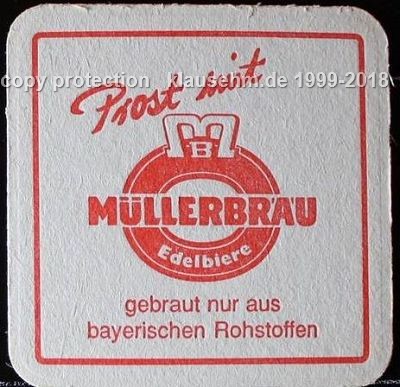 copy protection klausehm.de 1999-2018
Prost mit
MB
MÜLLERBRÄU
Edelbiere
gebraut nur aus
bayerischen Rohstoffen